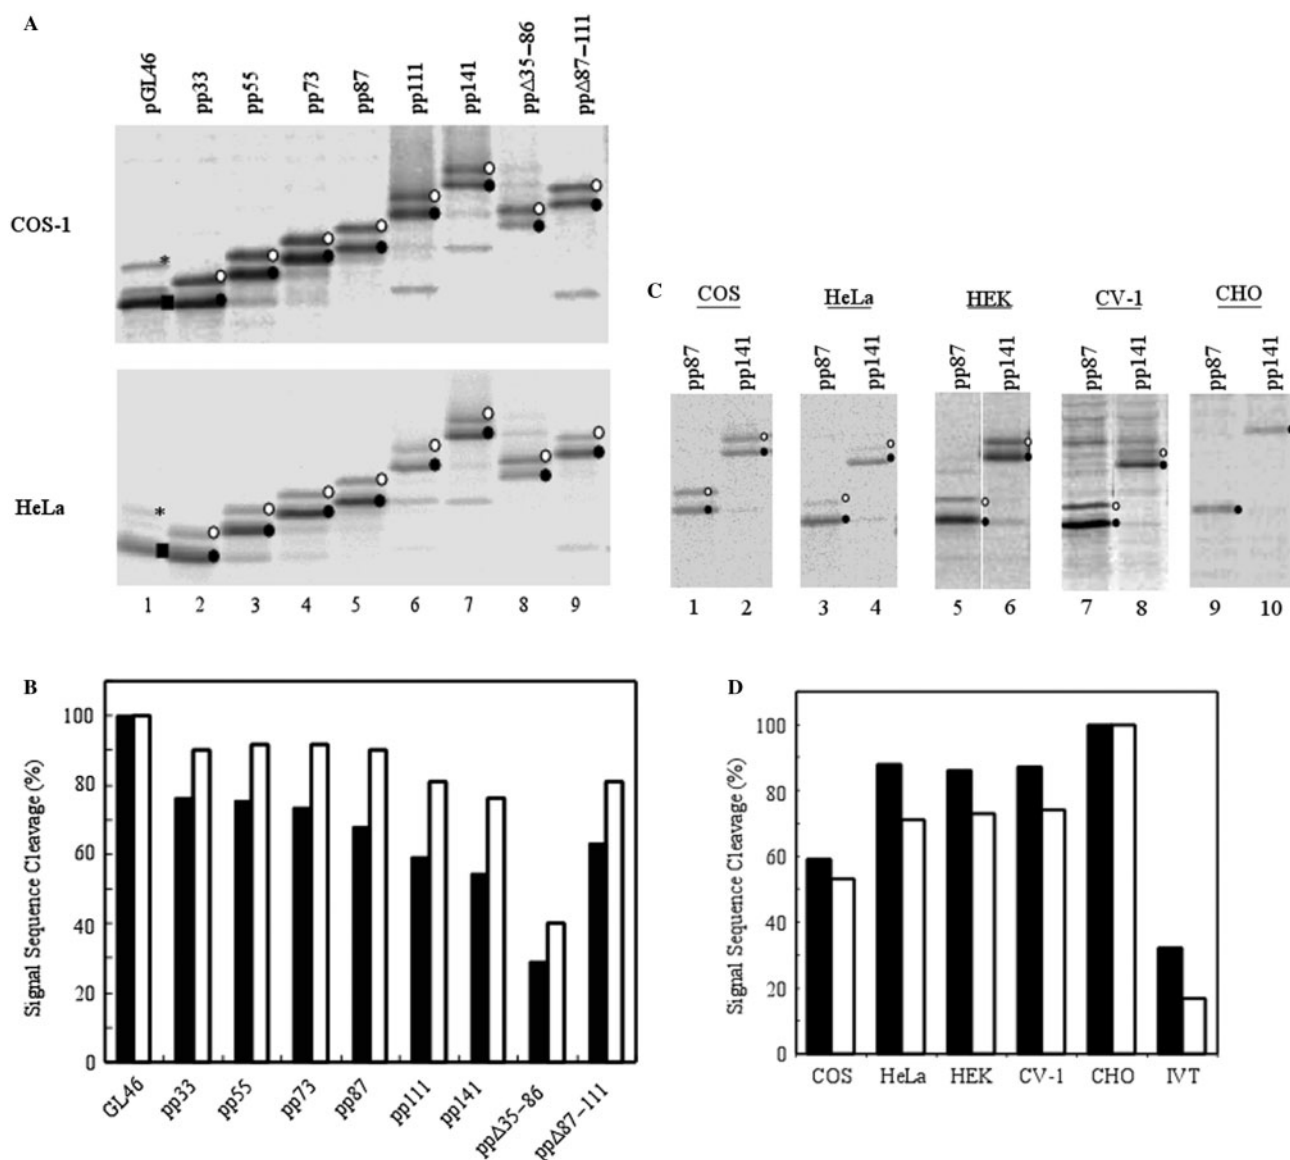 A
pGL46 pp33 pp55 pp73 pp87 pp111 pp141 ppΔ35–86 ppΔ87–111
COS-1
*
HeLa
*
1 2 3 4 5 6 7 8 9
C
COS HeLa HEK CV-1 CHO
pp87 pp141 pp87 pp141 pp87 pp141 pp87 pp141 pp87 pp141
1 2 3 4 5 6 7 8 9 10
B
Signal Sequence Cleavage (%)
100
80
60
40
20
0
GL46 pp33 pp55 pp73 pp87 pp111 pp141 ppΔ35–86 ppΔ87–111
D
Signal Sequence Cleavage (%)
100
80
60
40
20
0
COS HeLa HEK CV-1 CHO IVT